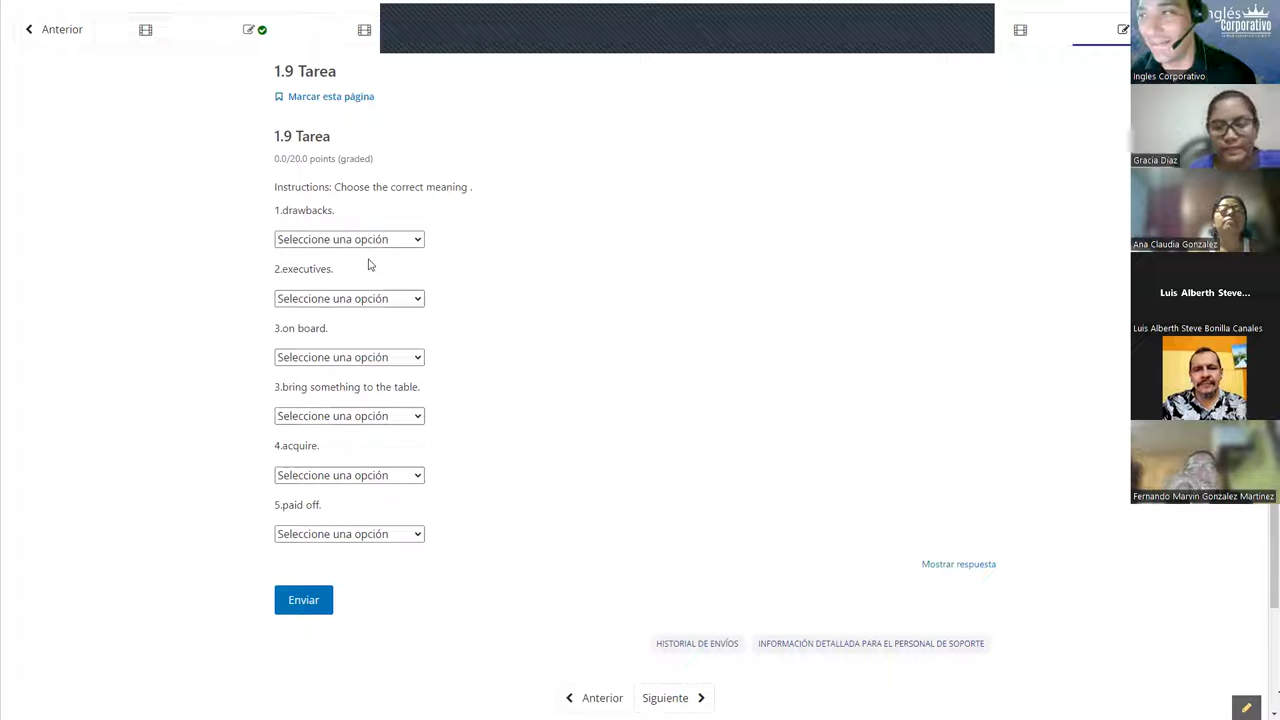 Anterior
1.9 Tarea
Marcar esta página
1.9 Tarea
0.0/20.0 points (graded)
Instructions: Choose the correct meaning .
1.drawbacks.
Seleccione una opción
2.executives.
Seleccione una opción
3.on board.
Seleccione una opción
3.bring something to the table.
Seleccione una opción
4.acquire.
Seleccione una opción
5.paid off.
Seleccione una opción
Mostrar respuesta
Enviar
HISTORIAL DE ENVÍOS
INFORMACIÓN DETALLADA PARA EL PERSONAL DE SOPORTE
Anterior
Siguiente
Inglés
Corporativo
Ingles Corporativo
Gracia Díaz
Ana Claudia Gonzalez
Luis Alberth Steve...
Luis Alberth Steve Bonilla Canales
Fernando Marvin Gonzalez Martinez